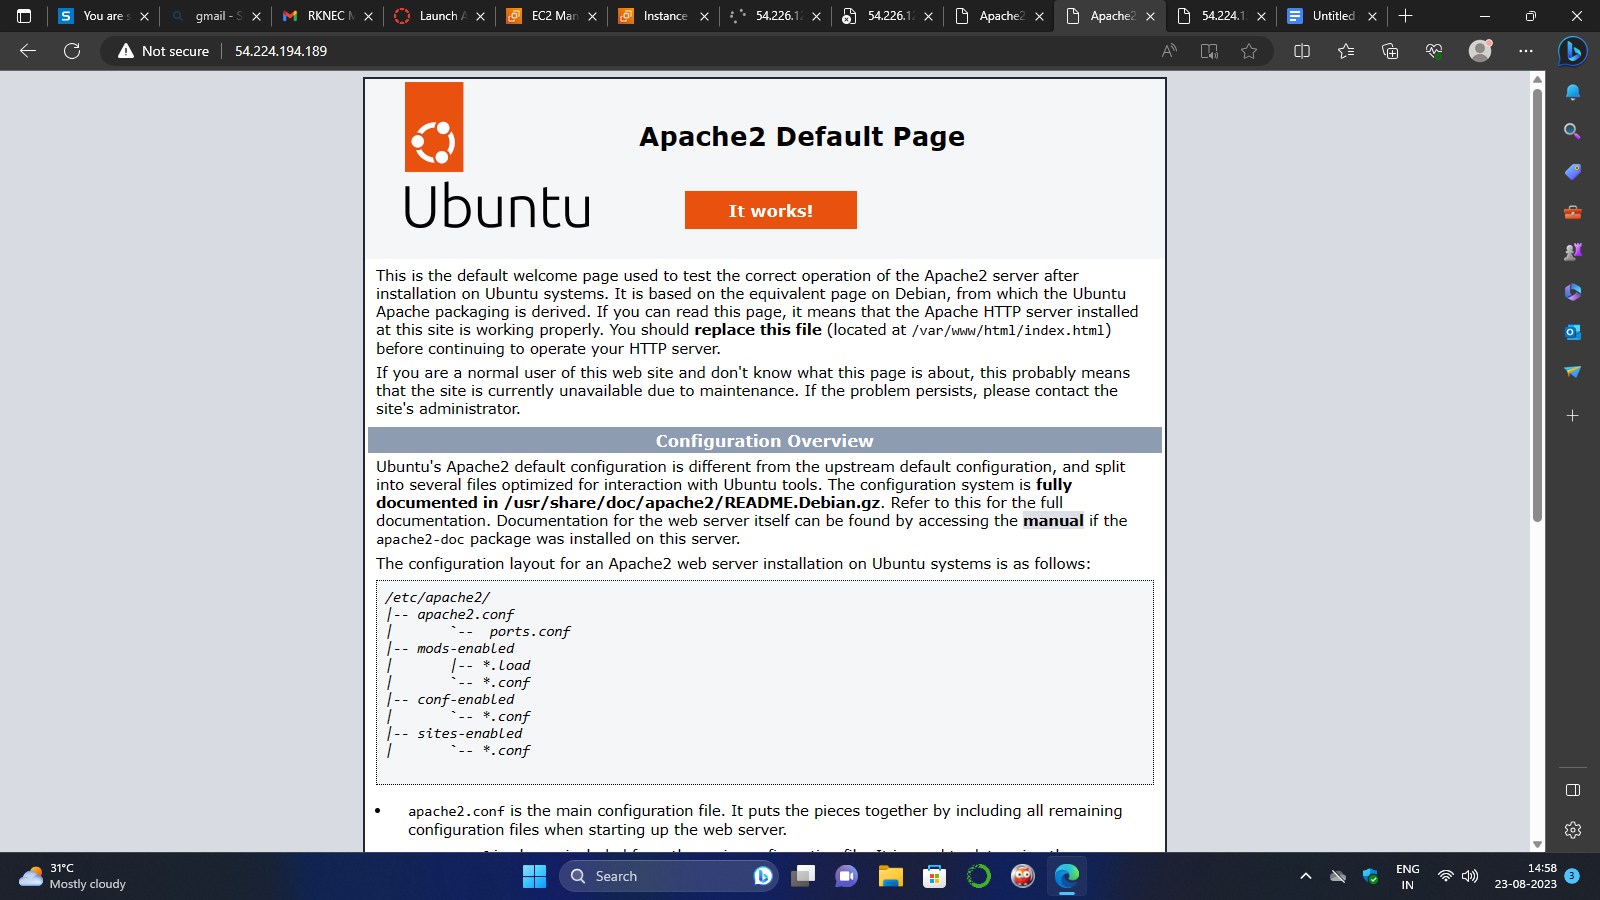 You are s
gmail - S
RKNEC M
Launch A
EC2 Man
Instance
54.226.12
54.226.12
Apache2
Apache2
54.224.1
Untitled
Not secure
54.224.194.189
Apache2 Default Page
Ubuntu
It works!
This is the default welcome page used to test the correct operation of the Apache2 server after
installation on Ubuntu systems. It is based on the equivalent page on Debian, from which the Ubuntu
Apache packaging is derived. If you can read this page, it means that the Apache HTTP server installed
at this site is working properly. You should replace this file (located at /var/www/html/index.html)
before continuing to operate your HTTP server.
If you are a normal user of this web site and don't know what this page is about, this probably means
that the site is currently unavailable due to maintenance. If the problem persists, please contact the
site's administrator.
Configuration Overview
Ubuntu's Apache2 default configuration is different from the upstream default configuration, and split
into several files optimized for interaction with Ubuntu tools. The configuration system is fully
documented in /usr/share/doc/apache2/README.Debian.gz. Refer to this for the full
documentation. Documentation for the web server itself can be found by accessing the manual if the
apache2-doc package was installed on this server.
The configuration layout for an Apache2 web server installation on Ubuntu systems is as follows:
/etc/apache2/
|-- apache2.conf
|       `--  ports.conf
|-- mods-enabled
|       |-- *.load
|       `-- *.conf
|-- conf-enabled
|       `-- *.conf
|-- sites-enabled
|       `-- *.conf
• apache2.conf is the main configuration file. It puts the pieces together by including all remaining
configuration files when starting up the web server.
31°C
Mostly cloudy
Search
ENG
IN
14:58
23-08-2023
3